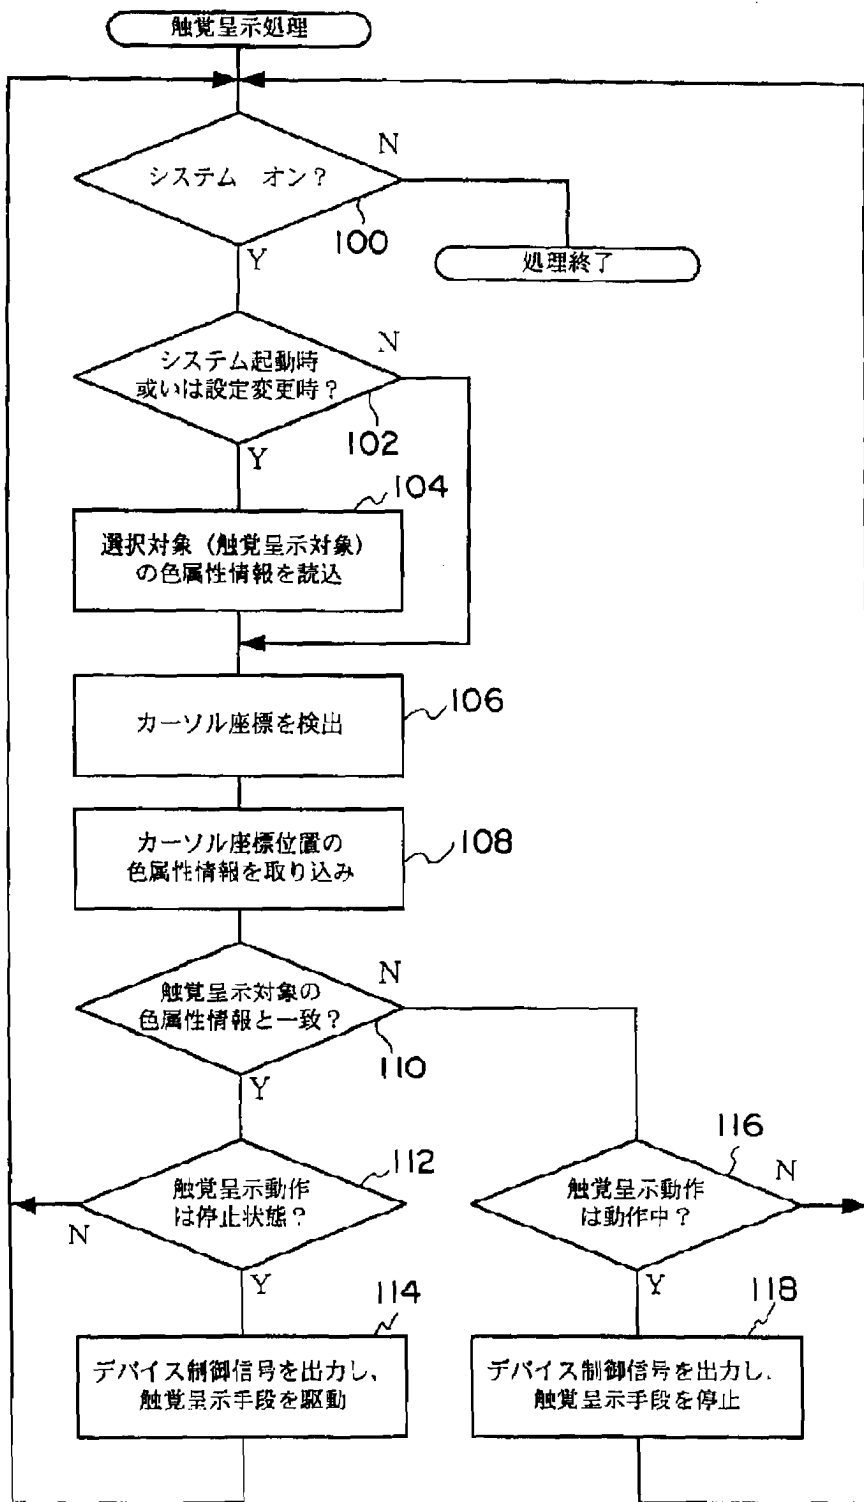 触覚呈示処理
システム オン?
N
100
Y
処理終了
システム起動時
或いは設定変更時?
N
102
Y
104
選択対象(触覚呈示対象)
の色属性情報を読込
カーソル座標を検出
106
カーソル座標位置の
色属性情報を取り込み
108
触覚呈示対象の
色属性情報と一致?
N
110
Y
触覚呈示動作
は停止状態?
112
N
Y
触覚呈示動作
は動作中?
116
N
Y
114
デバイス制御信号を出力し、
触覚呈示手段を駆動
118
デバイス制御信号を出力し、
触覚呈示手段を停止